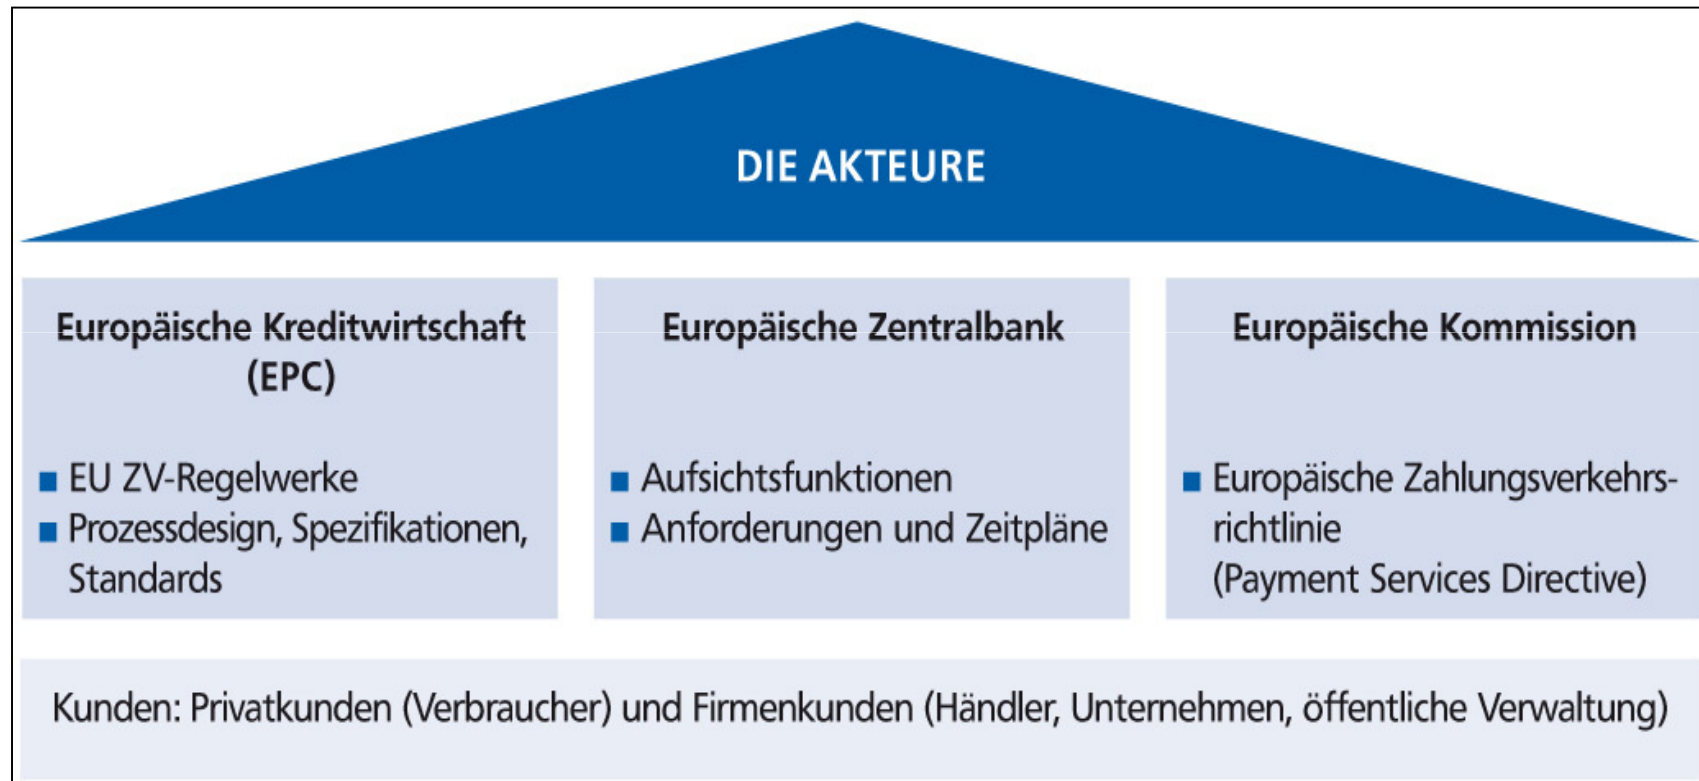 DIE AKTEURE
Europäische Kreditwirtschaft
(EPC)
■ EU ZV-Regelwerke
■ Prozessdesign, Spezifikationen,
Standards
Europäische Zentralbank
■ Aufsichtsfunktionen
■ Anforderungen und Zeitpläne
Europäische Kommission
■ Europäische Zahlungsverkehrs-
richtlinie
(Payment Services Directive)
Kunden: Privatkunden (Verbraucher) und Firmenkunden (Händler, Unternehmen, öffentliche Verwaltung)